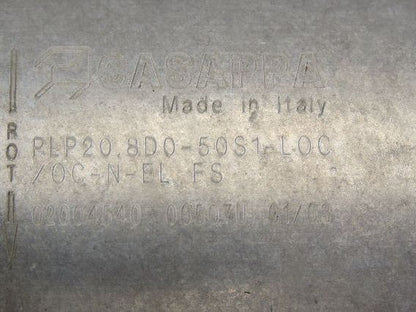 CASAPPA
Made in Italy
ROT
PLP20.8D0-50S1-LOC
/OC-N-EL FS